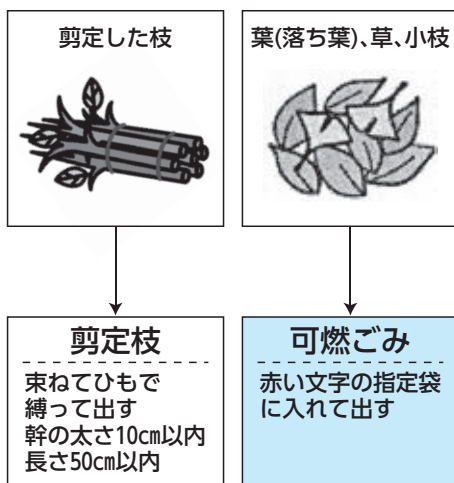 剪定した枝
葉(落ち葉)、草、小枝
剪定枝
束ねてひもで
縛って出す
幹の太さ10㎝以内
長さ50㎝以内
可燃ごみ
赤い文字の指定袋
に入れて出す